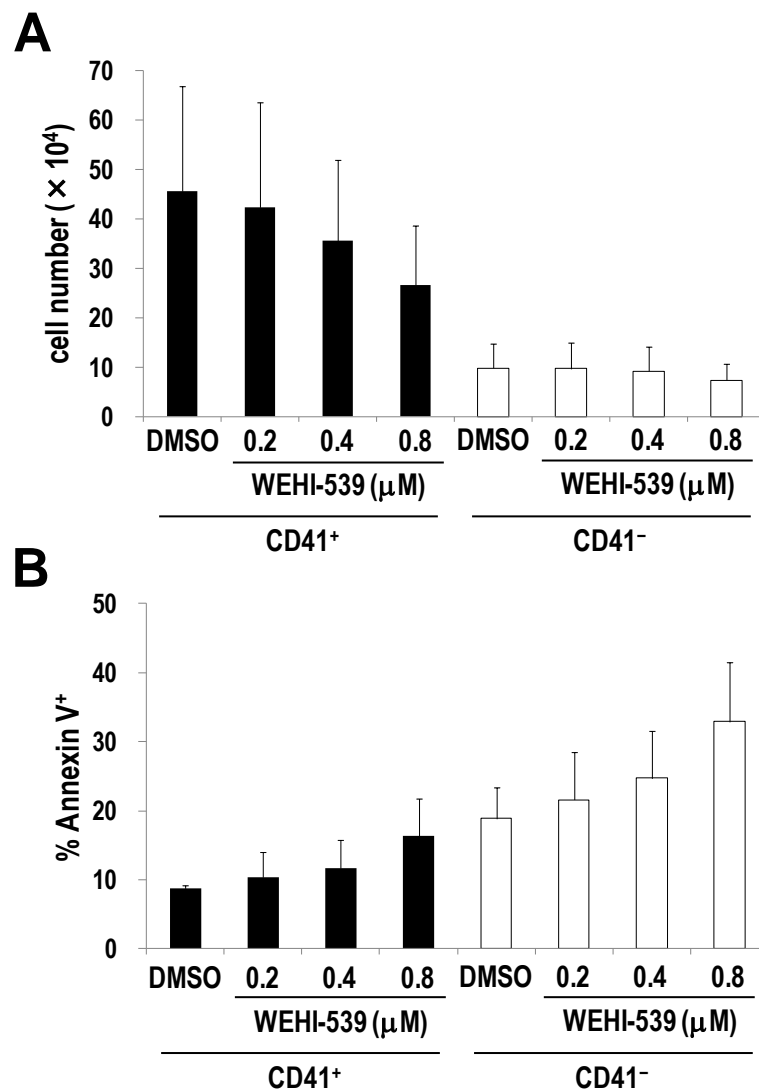 A
cell number ( × 10⁴)
70
60
50
40
30
20
10
0
DMSO 0.2 0.4 0.8 DMSO 0.2 0.4 0.8
WEHI-539 (μM) WEHI-539 (μM)
CD41⁺ CD41⁻
B
% Annexin V⁺
50
40
30
20
10
0
DMSO 0.2 0.4 0.8 DMSO 0.2 0.4 0.8
WEHI-539 (μM) WEHI-539 (μM)
CD41⁺ CD41⁻